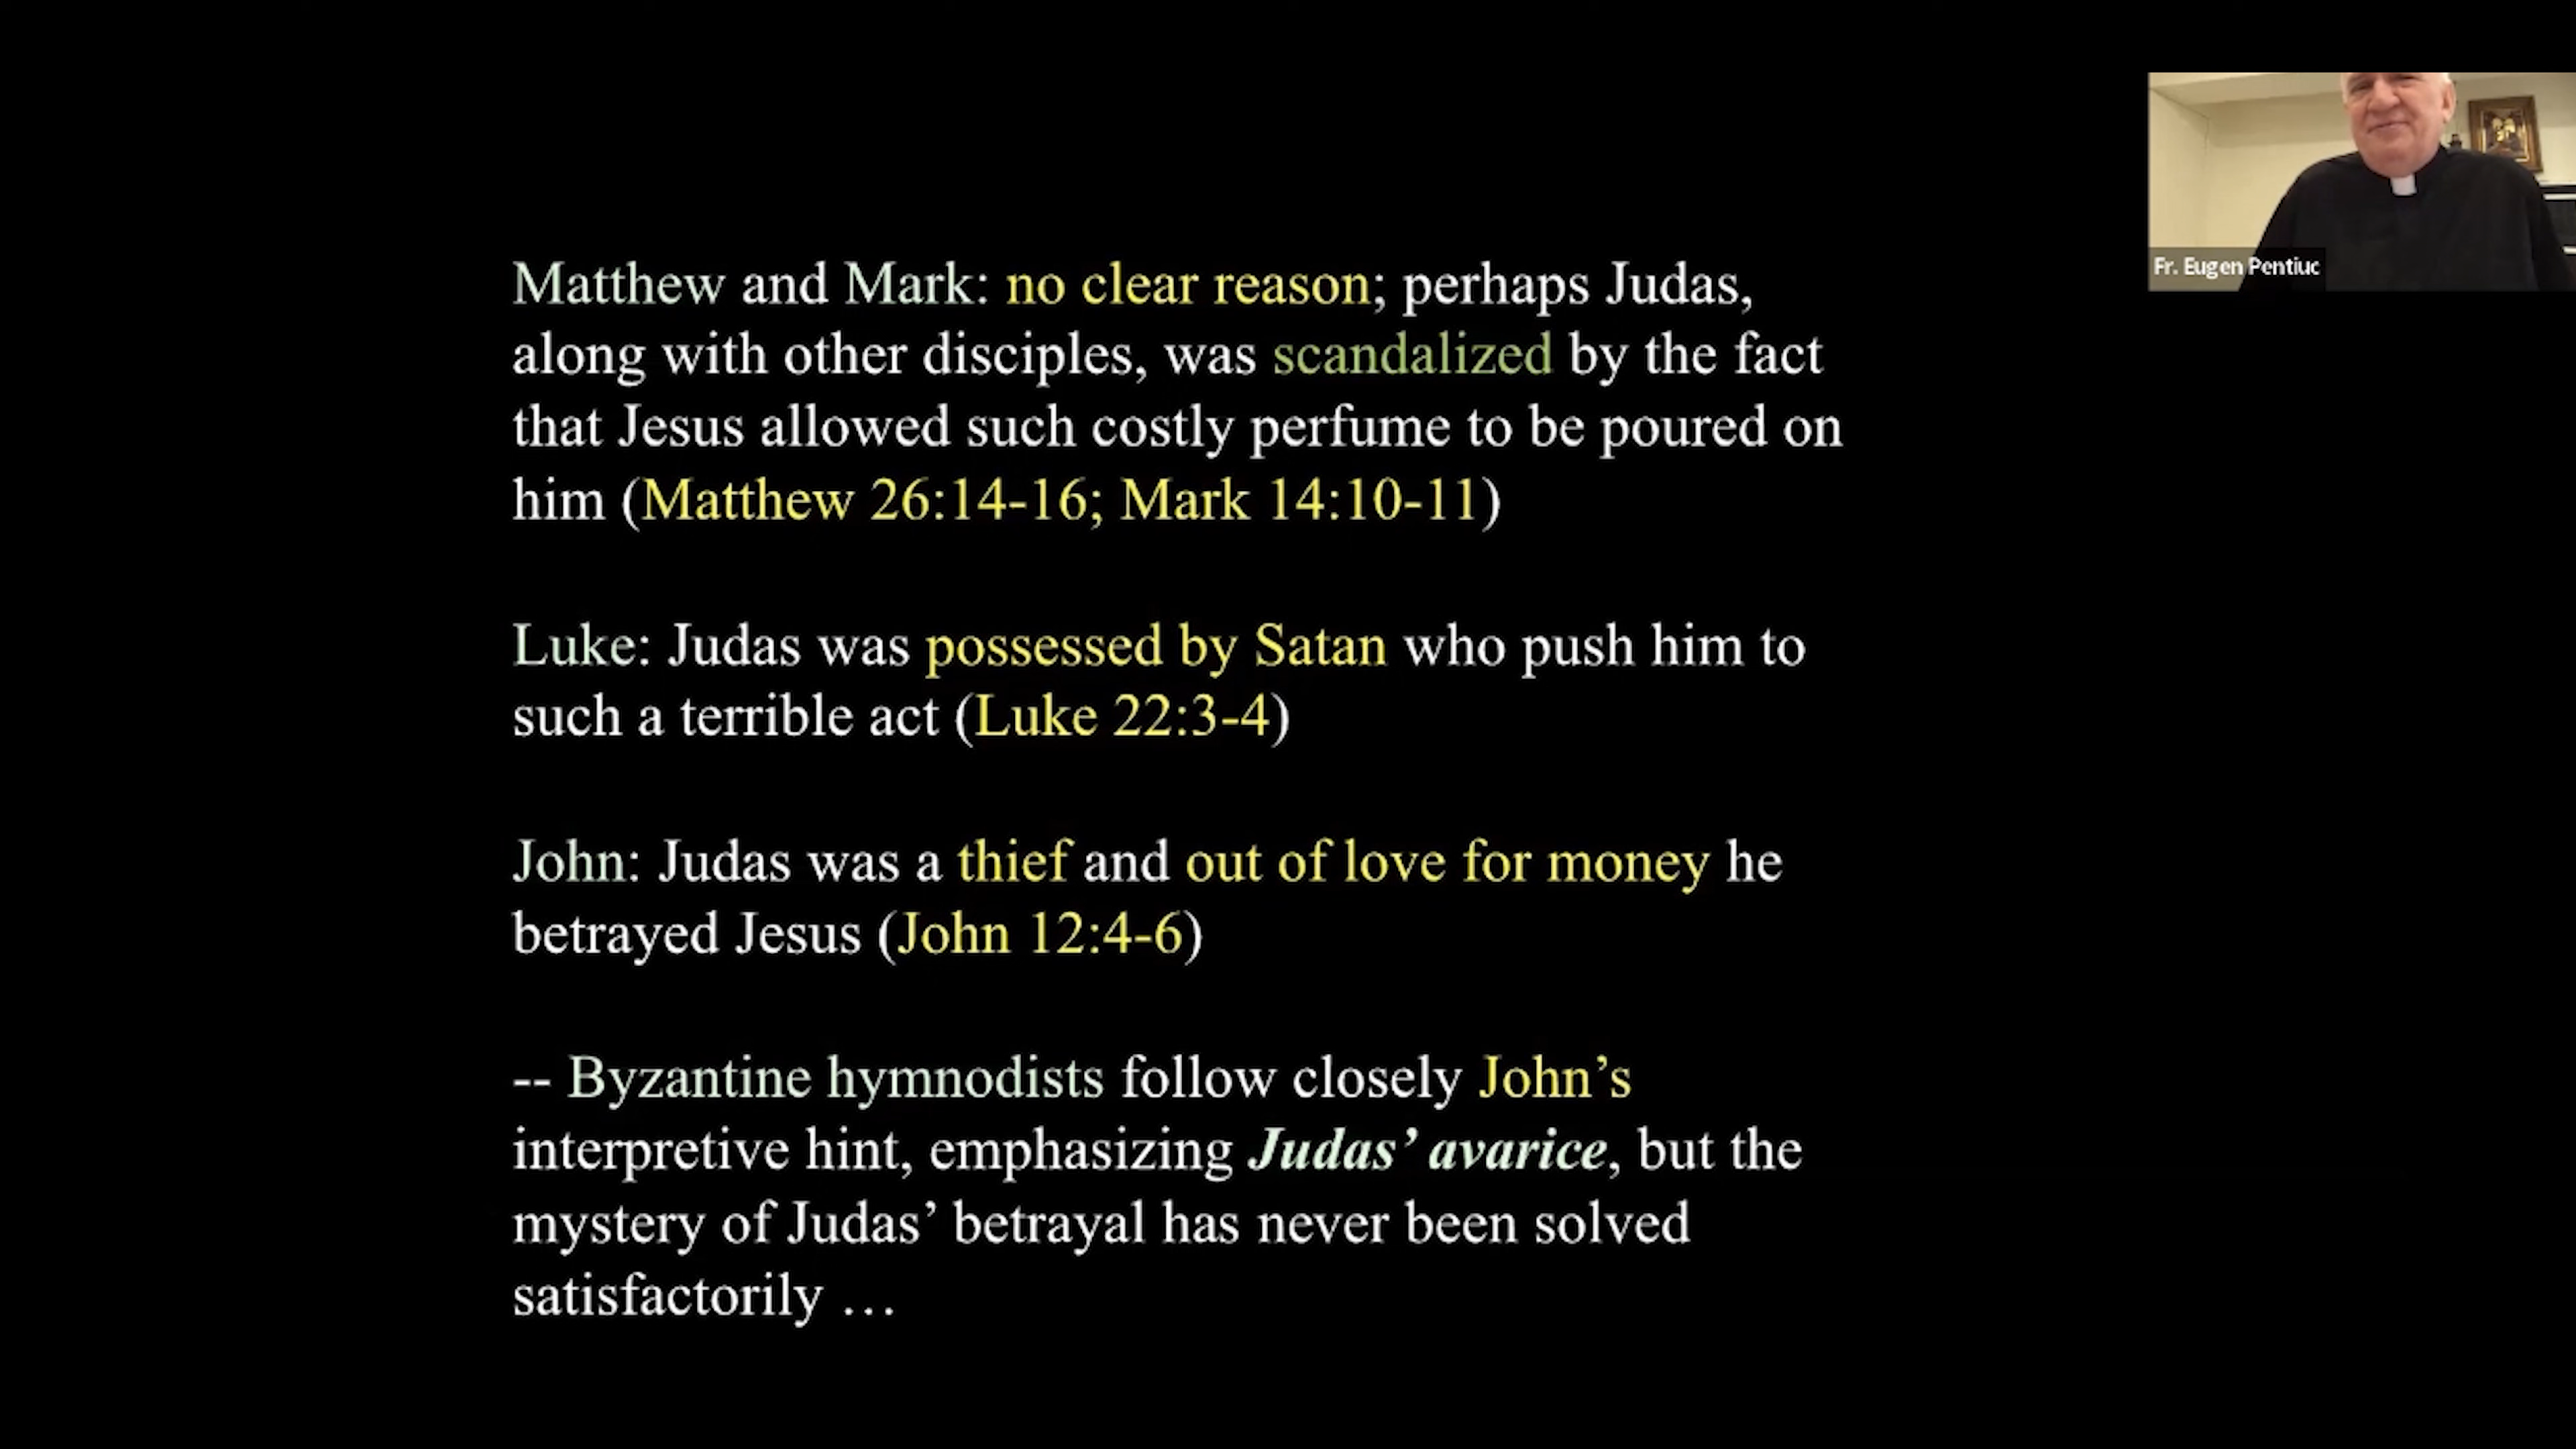 Fr. Eugen Pentiuc
Matthew and Mark: no clear reason; perhaps Judas,
along with other disciples, was scandalized by the fact
that Jesus allowed such costly perfume to be poured on
him (Matthew 26:14-16; Mark 14:10-11)
Luke: Judas was possessed by Satan who push him to
such a terrible act (Luke 22:3-4)
John: Judas was a thief and out of love for money he
betrayed Jesus (John 12:4-6)
-- Byzantine hymnodists follow closely John’s
interpretive hint, emphasizing Judas’ avarice, but the
mystery of Judas’ betrayal has never been solved
satisfactorily …